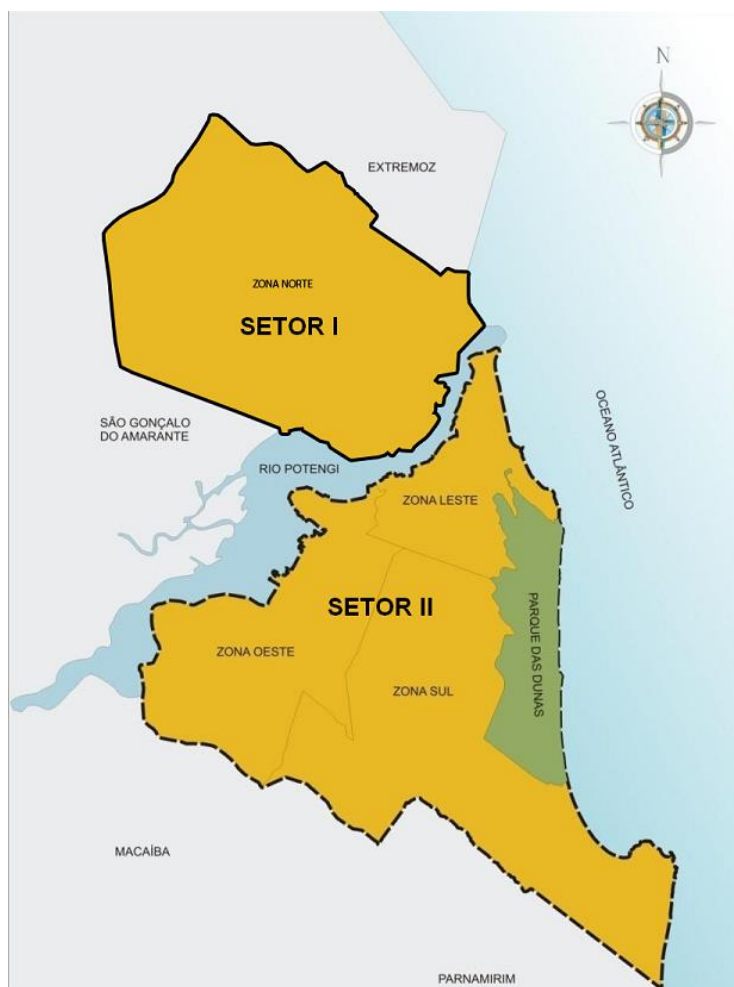 N
EXTREMOZ
ZONA NORTE
SETOR I
SÃO GONÇALO
DO AMARANTE
OCEANO ATLÂNTICO
RIO POTENGI
ZONA LESTE
SETOR II
PARQUE DAS DUNAS
ZONA OESTE
ZONA SUL
MACAÍBA
PARNAMIRIM